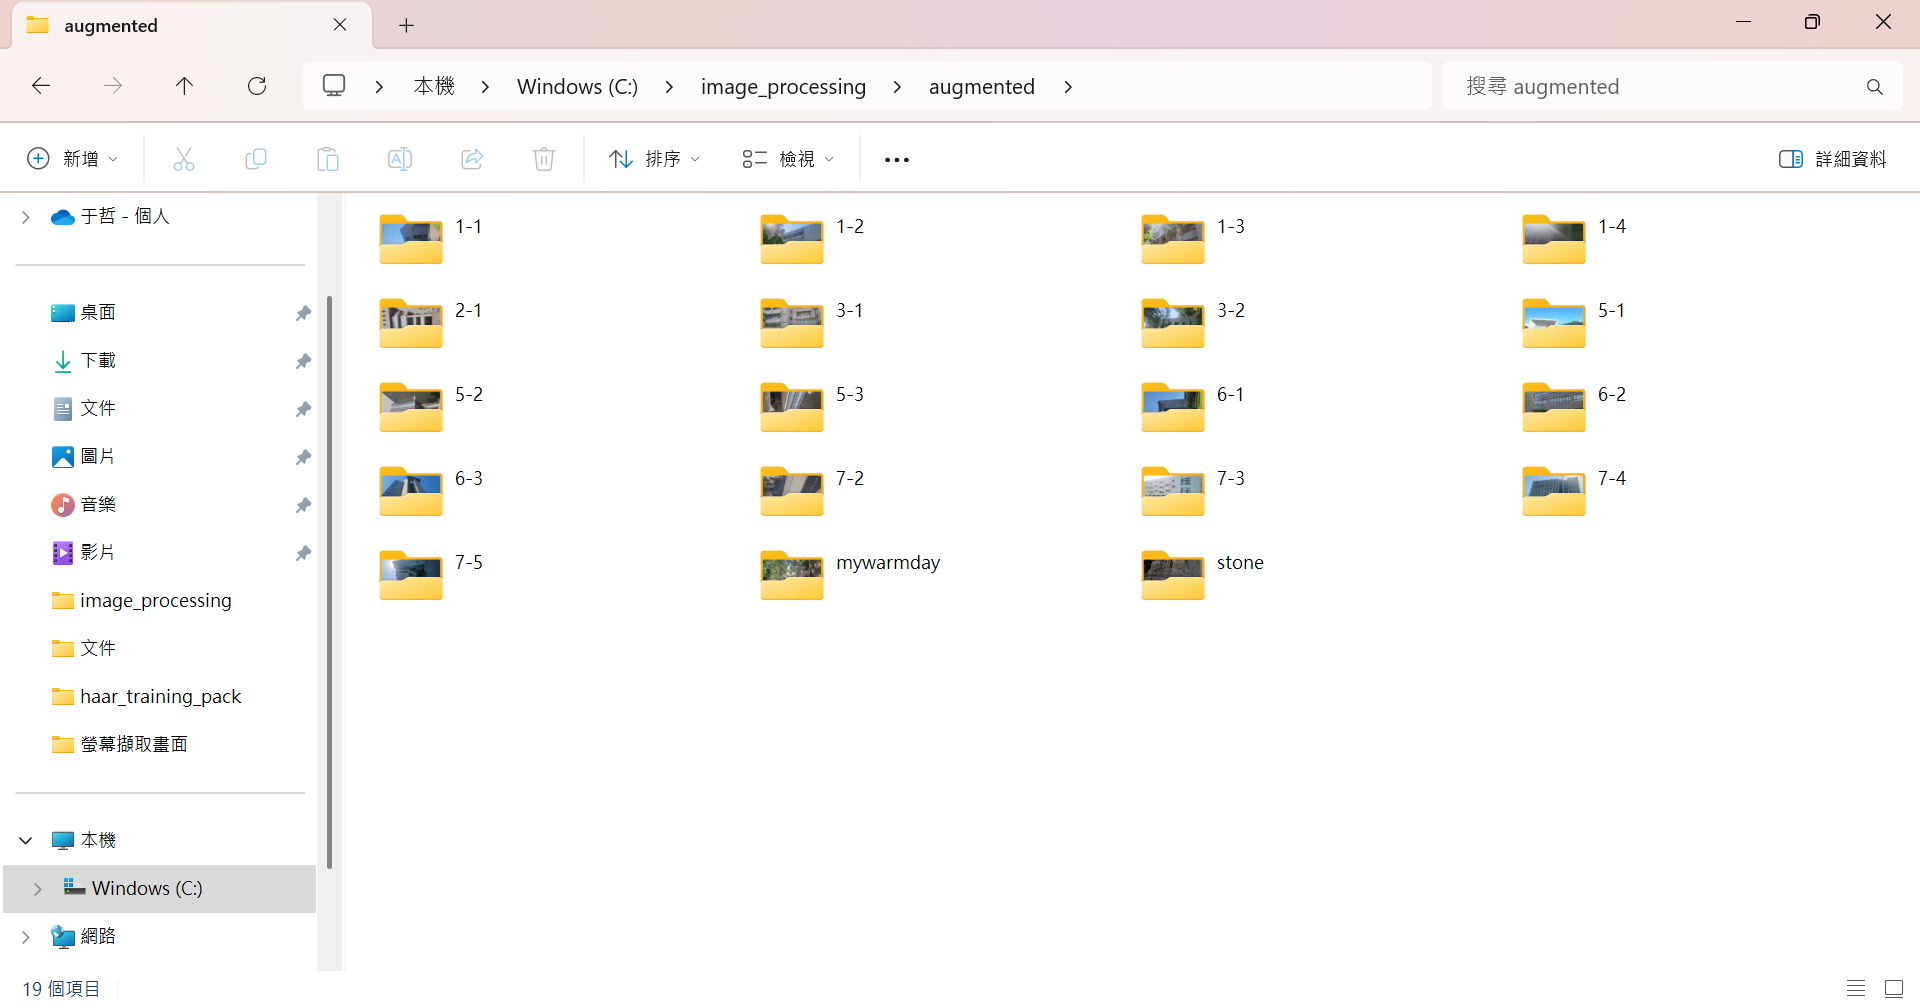 augmented
本機 Windows (C:) image_processing augmented
搜尋 augmented
新增 排序 檢視 詳細資料
于哲 - 個人
桌面
下載
文件
圖片
音樂
影片
image_processing
文件
haar_training_pack
螢幕擷取畫面
本機
Windows (C:)
網路
1-1 1-2 1-3 1-4
2-1 3-1 3-2 5-1
5-2 5-3 6-1 6-2
6-3 7-2 7-3 7-4
7-5 mywarmday stone
19 個項目